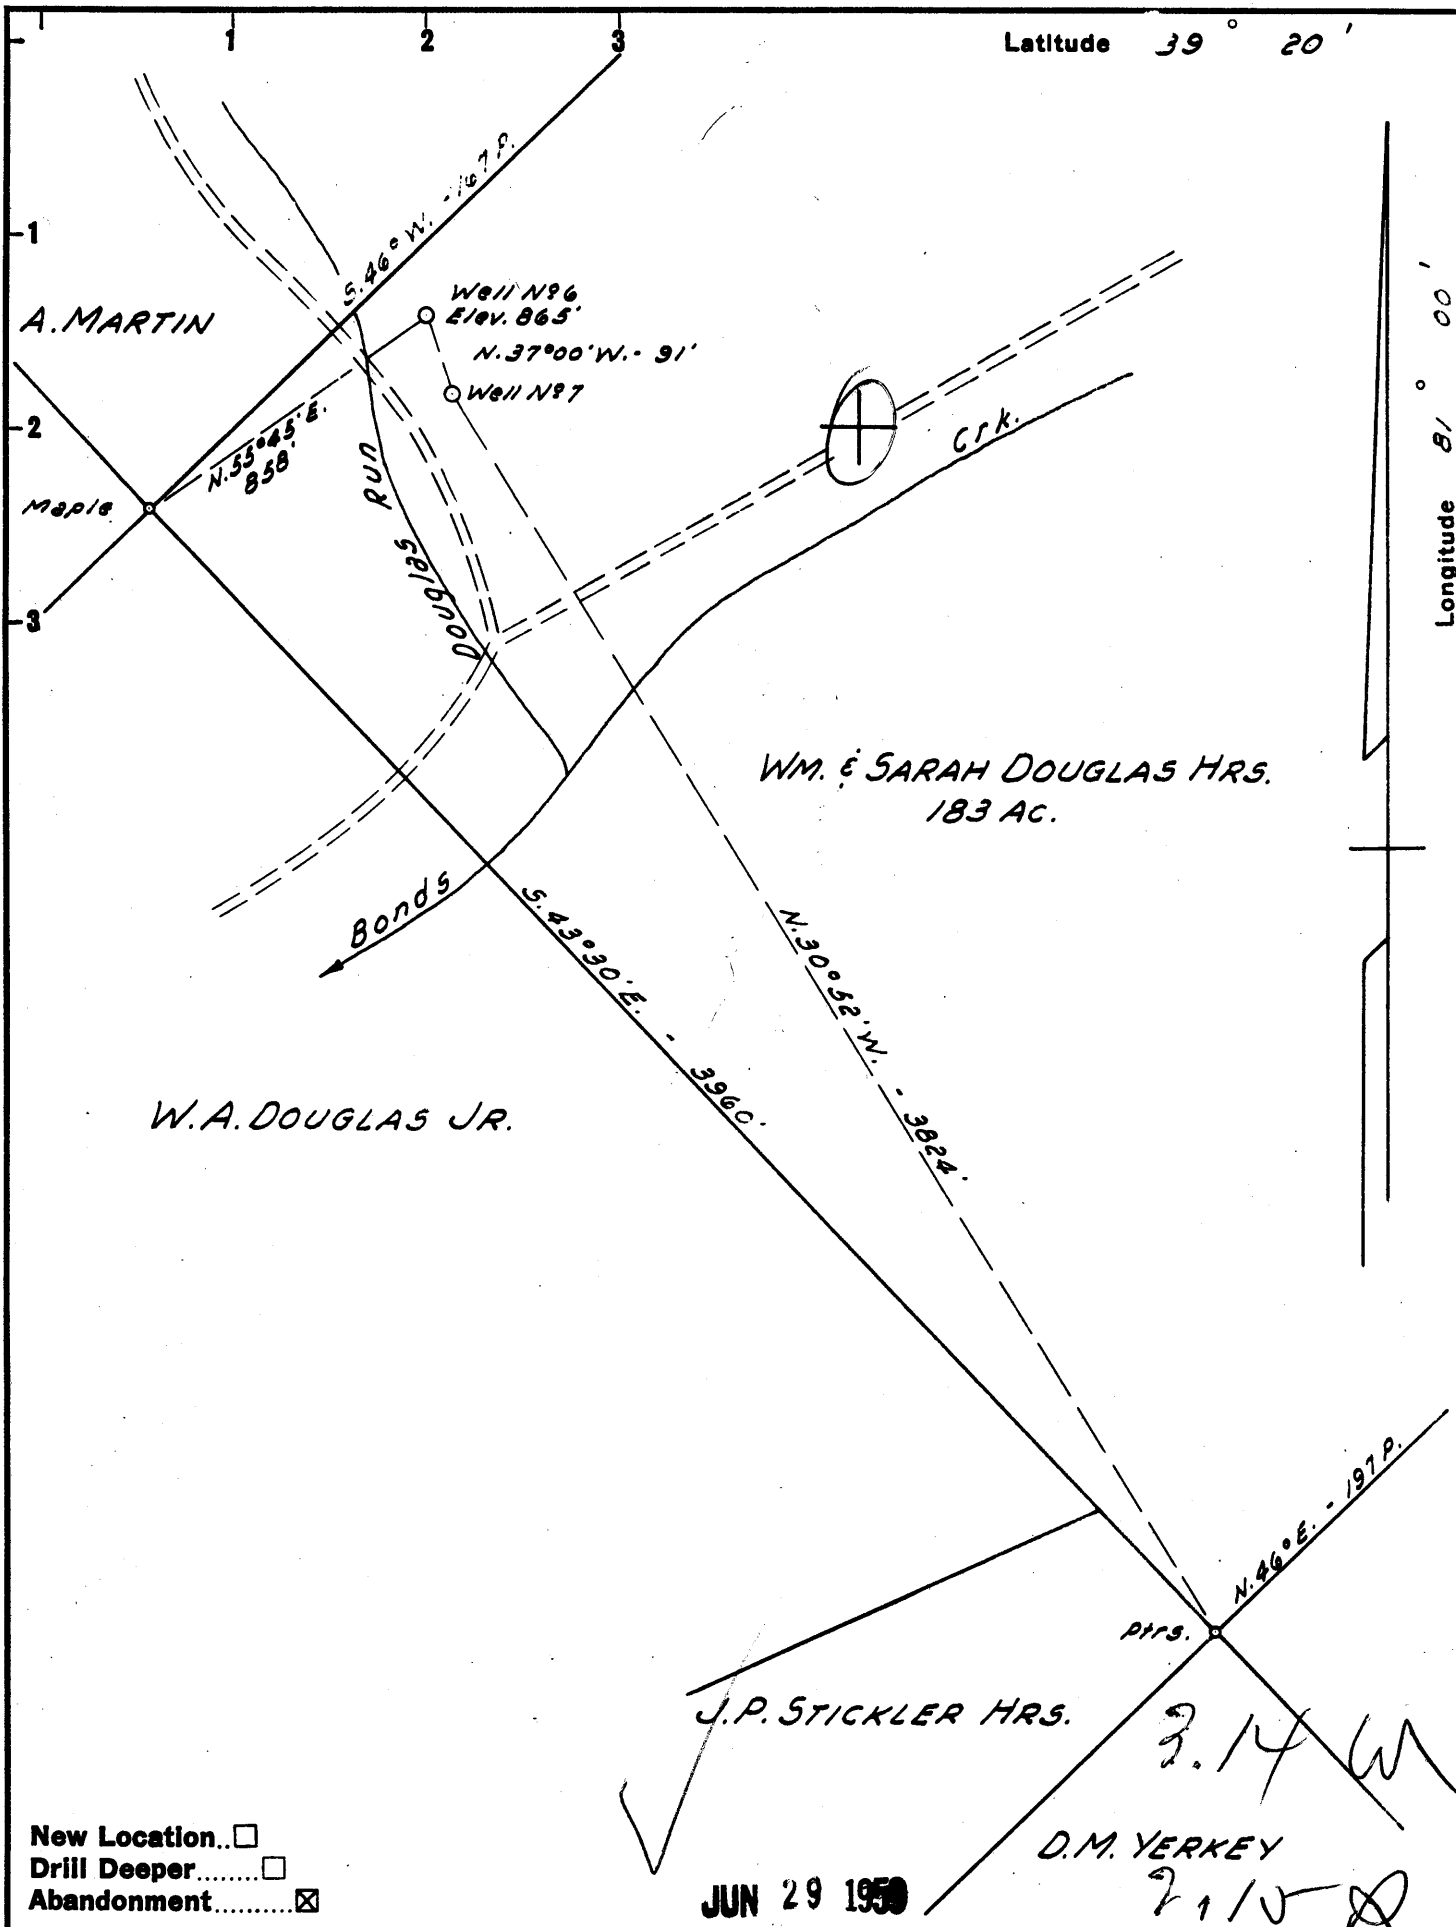 1 2 3
Latitude 39° 20'
1
2
3
Longitude 81° 00'
S. 46° W. - 167 P.
A. MARTIN
Well Nº 6
Elev. 865'
N. 37°00' W. - 91'
Well Nº 7
N. 55°45' E.
858'
Maple
Douglas Run
Crk.
WM. & SARAH DOUGLAS HRS.
183 AC.
Bonds
S. 43°30' E. - 3960'
N. 30°52' W. - 3824'
W.A. DOUGLAS JR.
N. 46° E. - 197 P.
Ptrs.
J.P. STICKLER HRS.
D.M. YERKEY
New Location..☐
Drill Deeper........☐
Abandonment..........☒
JUN 29 1959